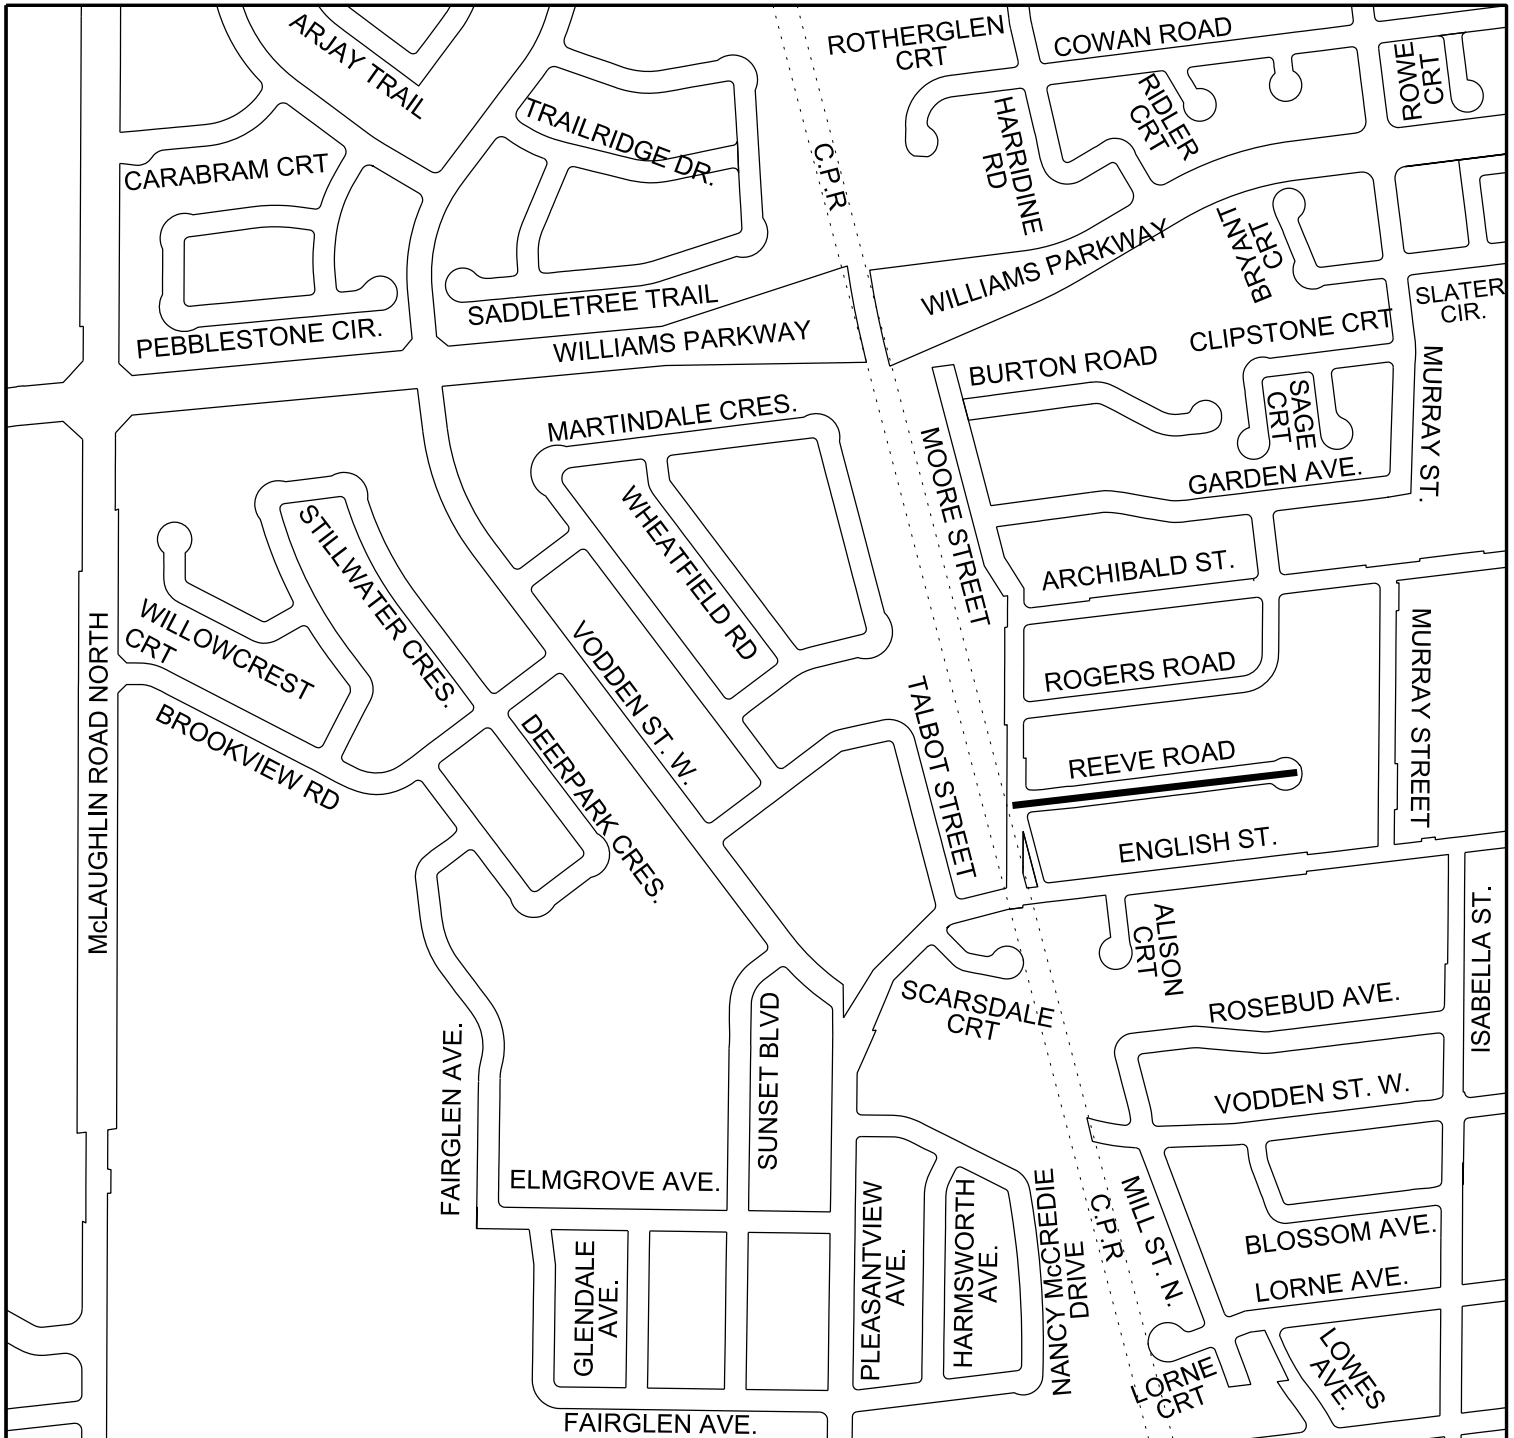 ARJAY TRAIL
ROTHERGLEN
CRT
COWAN ROAD
ROWE
CRT
RIDLER
CRT
HARRIDINE
RD
TRAILRIDGE DR.
C.P.R
CARABRAM CRT
WILLIAMS PARKWAY
BRYANT
CRT
SLATER
CIR.
SADDLETREE TRAIL
PEBBLESTONE CIR.
WILLIAMS PARKWAY
CLIPSTONE CRT
BURTON ROAD
MURRAY ST.
SAGE
CRT
MARTINDALE CRES.
MOORE STREET
GARDEN AVE.
WHEATFIELD RD
STILLWATER CRES.
ARCHIBALD ST.
WILLOWCREST
CRT
VODDEN ST. W.
ROGERS ROAD
MURRAY STREET
McLAUGHLIN ROAD NORTH
BROOKVIEW RD
DEERPARK CRES.
TALBOT STREET
REEVE ROAD
ENGLISH ST.
ALISON
CRT
ISABELLA ST.
SCARSDALE
CRT
ROSEBUD AVE.
FAIRGLEN AVE.
SUNSET BLVD
VODDEN ST. W.
ELMGROVE AVE.
PLEASANTVIEW
AVE.
HARMSWORTH
AVE.
NANCY McCREDIE
DRIVE
C.P.R
MILL ST. N.
BLOSSOM AVE.
LORNE AVE.
GLENDALE
AVE.
LORNE
CRT
LOWES
AVE.
FAIRGLEN AVE.